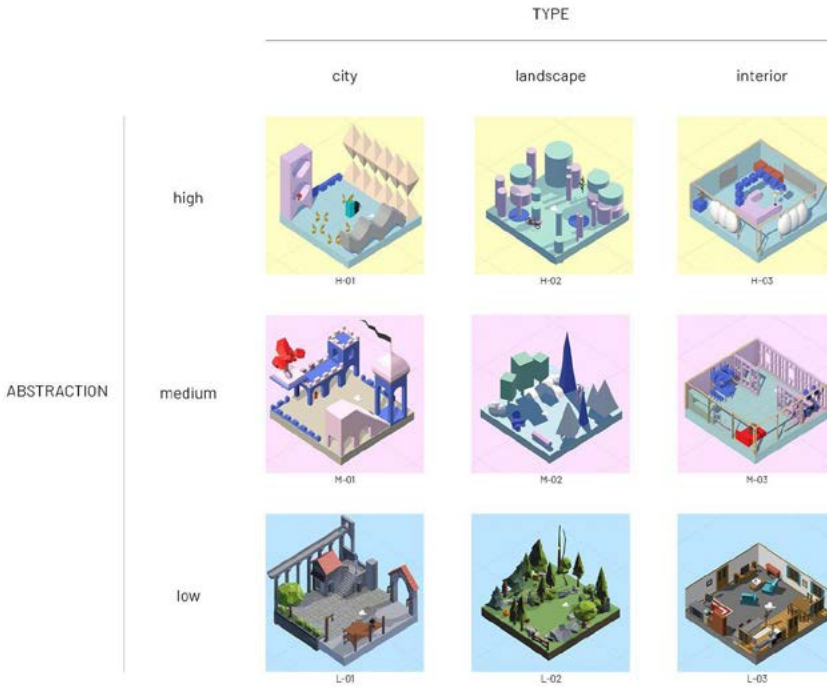 TYPE
city landscape interior
high
H-01 H-02 H-03
ABSTRACTION medium
M-01 M-02 M-03
low
L-01 L-02 L-03